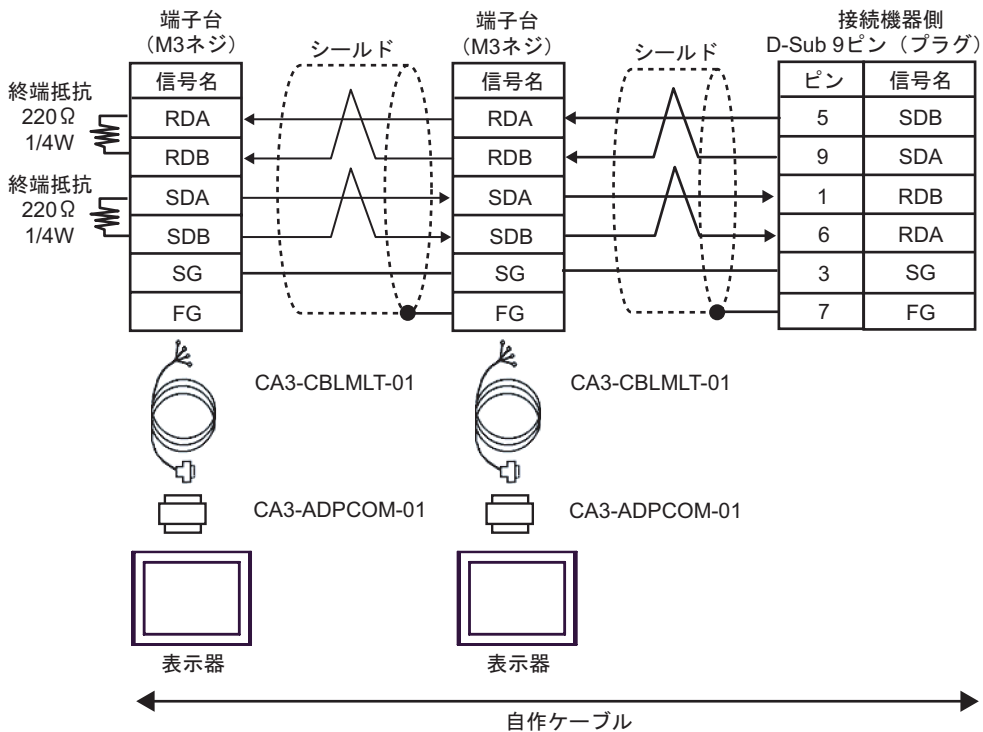 端子台
（M3ネジ）
シールド
端子台
（M3ネジ）
シールド
接続機器側
D-Sub 9ピン（プラグ）
終端抵抗
220Ω
1/4W
終端抵抗
220Ω
1/4W
信号名
RDA
RDB
SDA
SDB
SG
FG
信号名
RDA
RDB
SDA
SDB
SG
FG
ピン 信号名
5 SDB
9 SDA
1 RDB
6 RDA
3 SG
7 FG
CA3-CBLMLT-01
CA3-CBLMLT-01
CA3-ADPCOM-01
CA3-ADPCOM-01
表示器
表示器
自作ケーブル